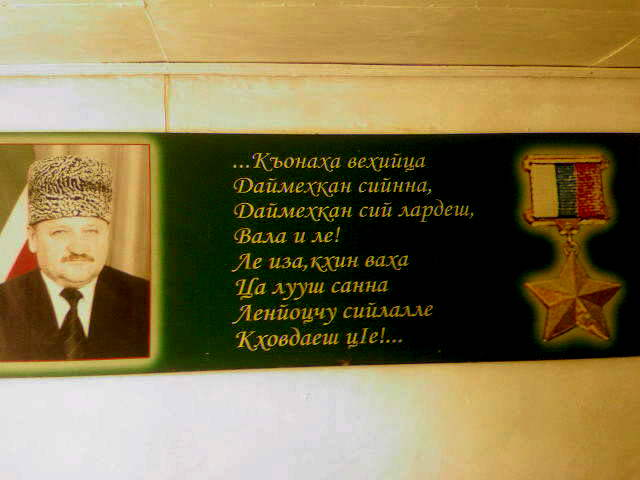 ...Къонаха вехийца
Даймехкан сийнна,
Даймехкан сий лардеш,
Вала и ле!
Ле иза,кхин ваха
Ца лууш санна
Ленйоцчу сийлалле
Кховдаеш цIе!...